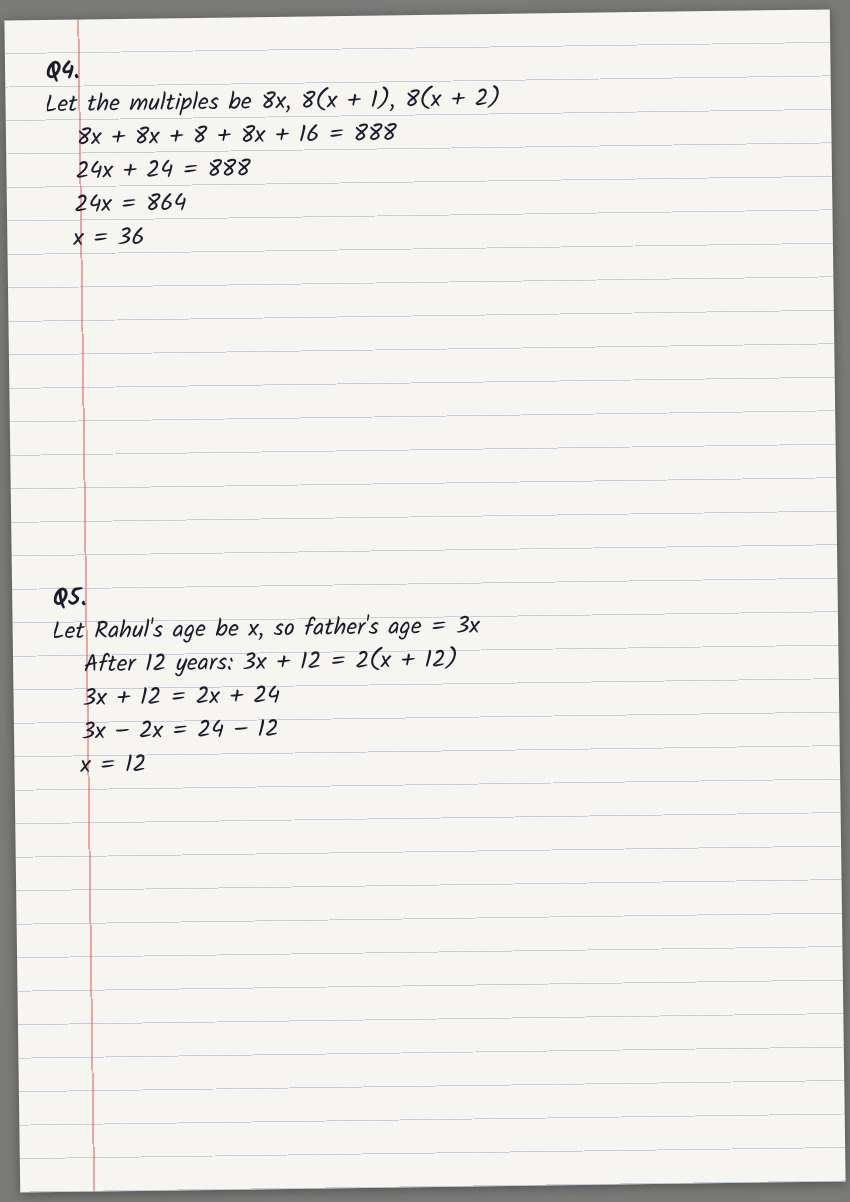 Q4.
Let the multiples be 8x, 8(x + 1), 8(x + 2)
8x + 8x + 8 + 8x + 16 = 888
24x + 24 = 888
24x = 864
x = 36
Q5.
Let Rahul's age be x, so father's age = 3x
After 12 years: 3x + 12 = 2(x + 12)
3x + 12 = 2x + 24
3x − 2x = 24 − 12
x = 12